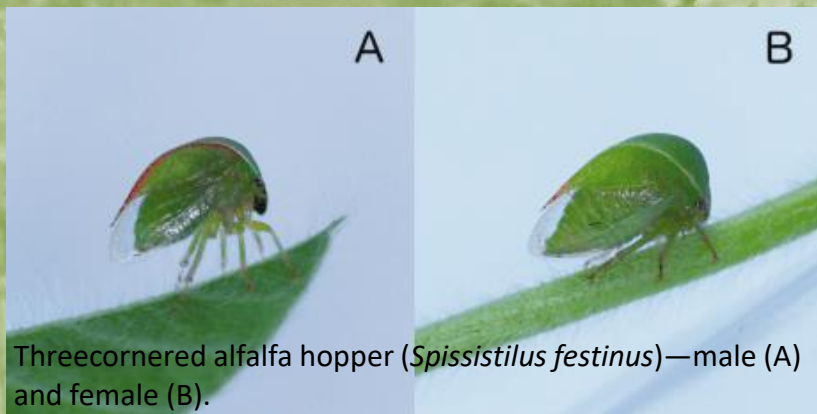 A
B
Threecornered alfalfa hopper (Spissistilus festinus)—male (A)
and female (B).